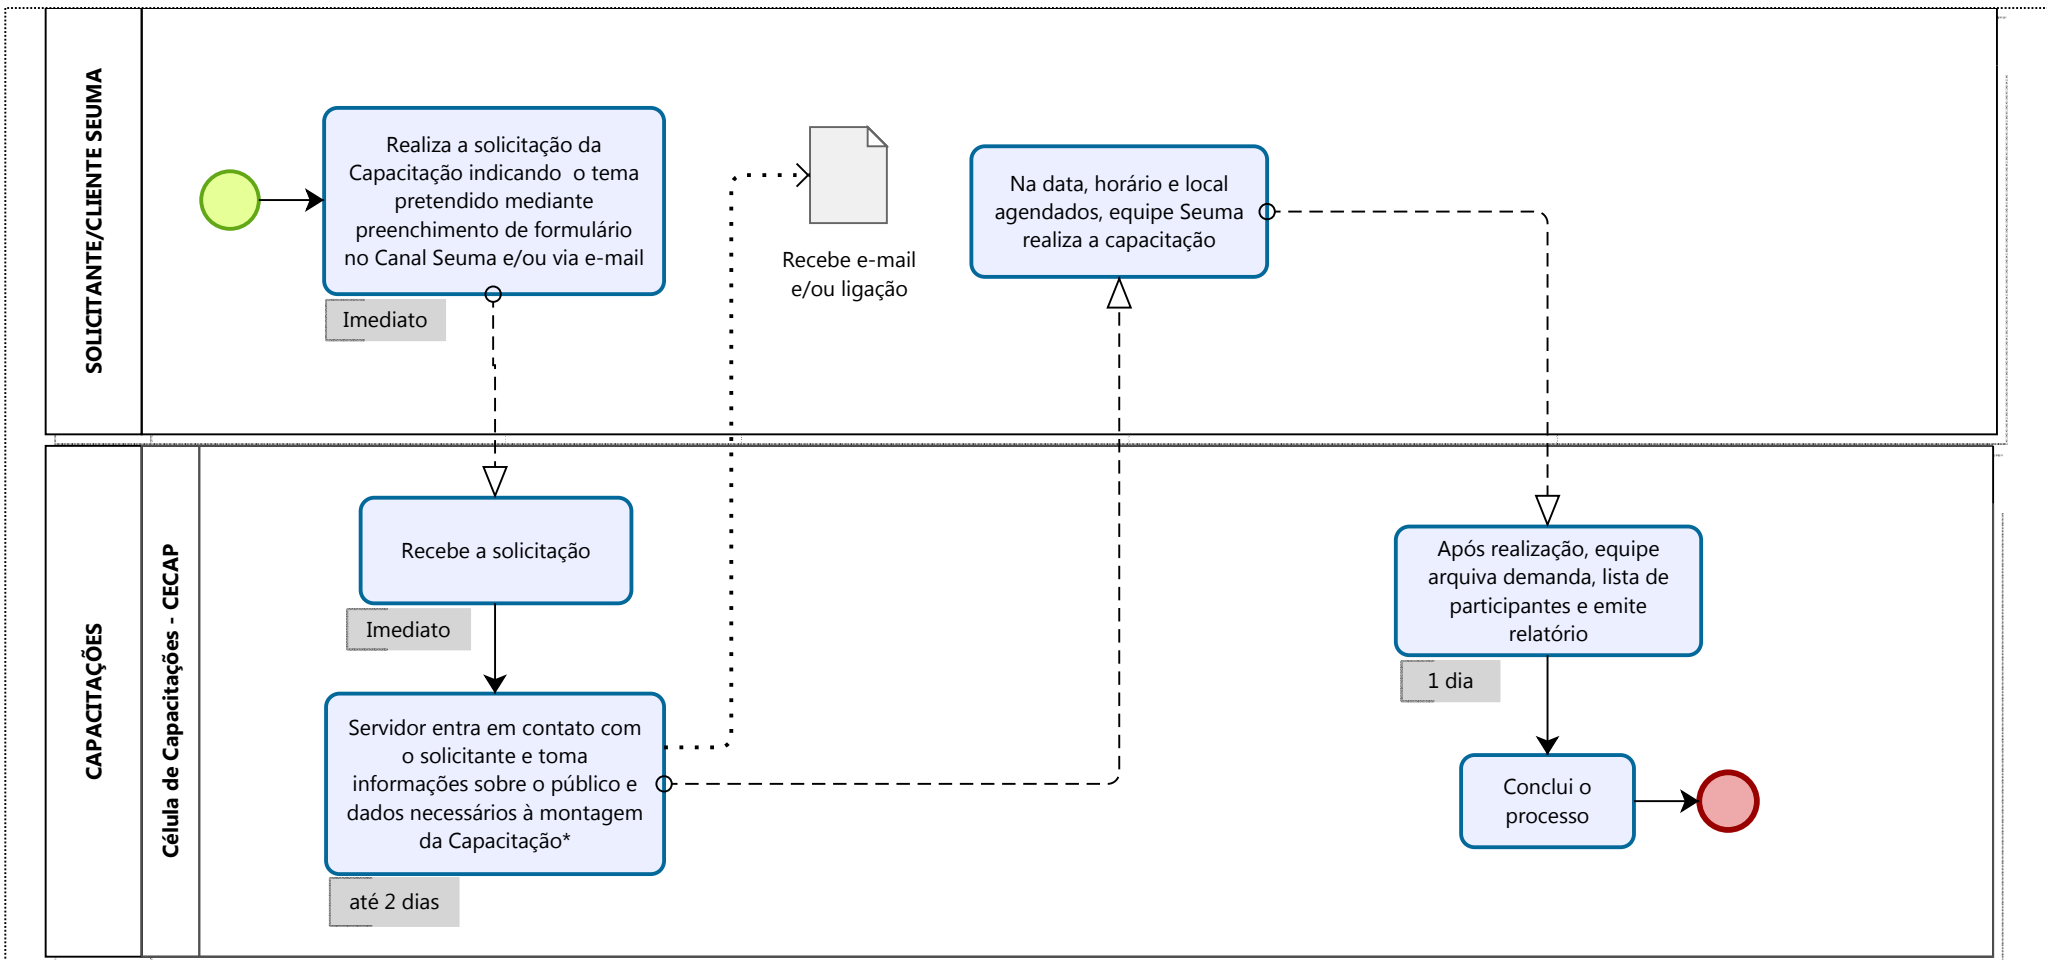 SOLICITANTE/CLIENTE SEUMA
Realiza a solicitação da
Capacitação indicando  o tema
pretendido mediante
preenchimento de formulário
no Canal Seuma e/ou via e-mail
Imediato
Recebe e-mail
e/ou ligação
Na data, horário e local
agendados, equipe Seuma
realiza a capacitação
CAPACITAÇÕES
Célula de Capacitações - CECAP
Recebe a solicitação
Imediato
Servidor entra em contato com
o solicitante e toma
informações sobre o público e
dados necessários à montagem
da Capacitação*
até 2 dias
Após realização, equipe
arquiva demanda, lista de
participantes e emite
relatório
1 dia
Conclui o
processo